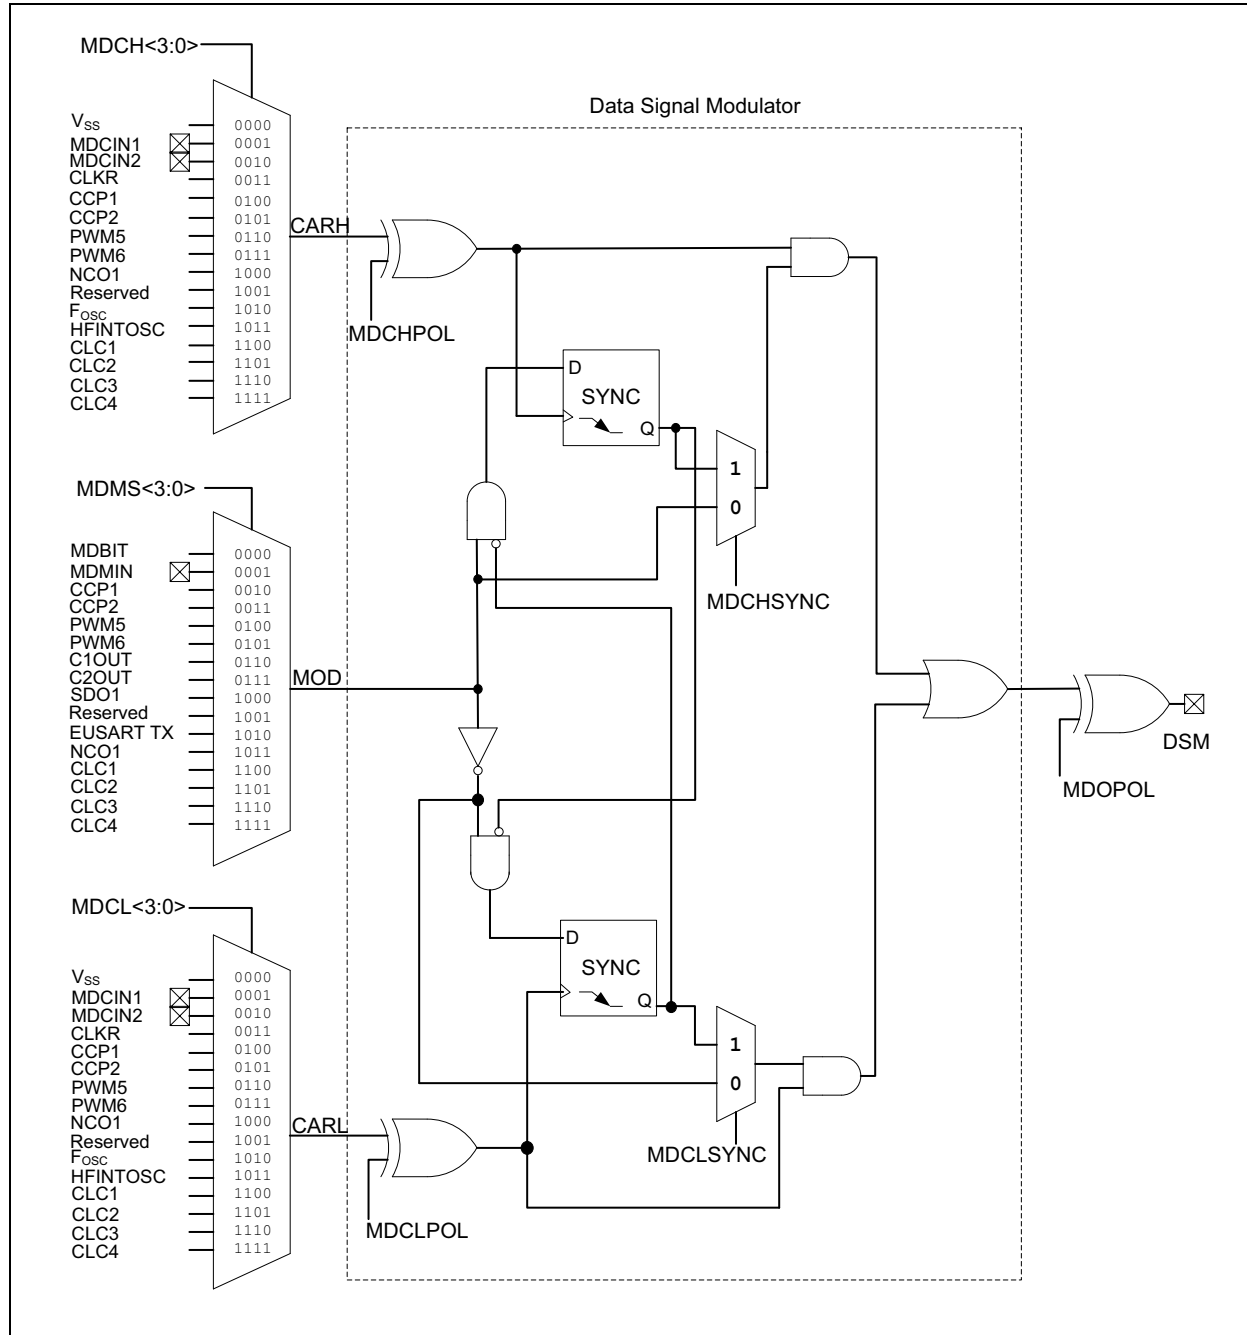 MDCH<3:0>
Data Signal Modulator
VSS 0000
MDCIN1 0001
MDCIN2 0010
CLKR 0011
CCP1 0100
CCP2 0101
PWM5 0110
PWM6 0111
NCO1 1000
Reserved 1001
FOSC 1010
HFINTOSC 1011
CLC1 1100
CLC2 1101
CLC3 1110
CLC4 1111
CARH
MDCHPOL
D
SYNC
Q
1
0
MDCHSYNC
MDMS<3:0>
MDBIT 0000
MDMIN 0001
CCP1 0010
CCP2 0011
PWM5 0100
PWM6 0101
C1OUT 0110
C2OUT 0111
SDO1 1000
Reserved 1001
EUSART TX 1010
NCO1 1011
CLC1 1100
CLC2 1101
CLC3 1110
CLC4 1111
MOD
DSM
MDOPOL
MDCL<3:0>
VSS 0000
MDCIN1 0001
MDCIN2 0010
CLKR 0011
CCP1 0100
CCP2 0101
PWM5 0110
PWM6 0111
NCO1 1000
Reserved 1001
FOSC 1010
HFINTOSC 1011
CLC1 1100
CLC2 1101
CLC3 1110
CLC4 1111
CARL
MDCLPOL
D
SYNC
Q
1
0
MDCLSYNC